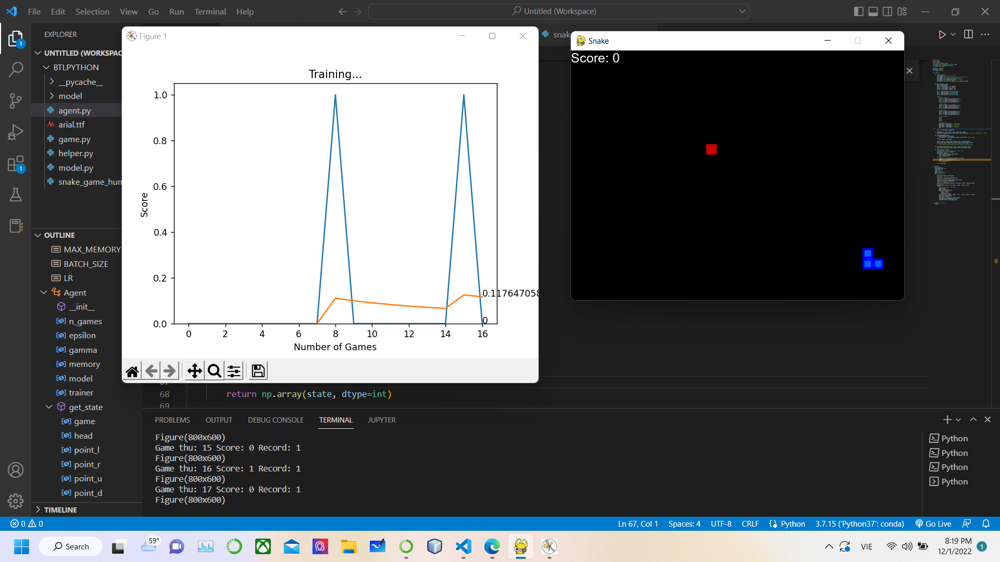 File Edit Selection View Go Run Terminal Help
Untitled (Workspace)
EXPLORER
1
UNTITLED (WORKSPAC
BTLPYTHON
__pycache__
model
agent.py
arial.ttf
game.py
helper.py
model.py
snake_game_hum
1
OUTLINE
MAX_MEMORY
BATCH_SIZE
LR
Agent
__init__
n_games
epsilon
gamma
memory
model
trainer
get_state
game
head
point_l
point_r
point_u
point_d
TIMELINE
Figure 1
Training...
1.0
0.8
0.6
0.4
0.2
0.0
Score
0 2 4 6 8 10 12 14 16
Number of Games
0.117647058
0
snak
Snake
Score: 0
67
68 return np.array(state, dtype=int)
69
PROBLEMS OUTPUT DEBUG CONSOLE TERMINAL JUPYTER
Figure(800x600)
Game thu: 15 Score: 0 Record: 1
Figure(800x600)
Game thu: 16 Score: 1 Record: 1
Figure(800x600)
Game thu: 17 Score: 0 Record: 1
Figure(800x600)
Python
Python
Python
Python
0 0 Ln 67, Col 1 Spaces: 4 UTF-8 CRLF Python 3.7.15 ('Python37': conda) Go Live
Search 59° VIE 8:19 PM
12/1/2022 1